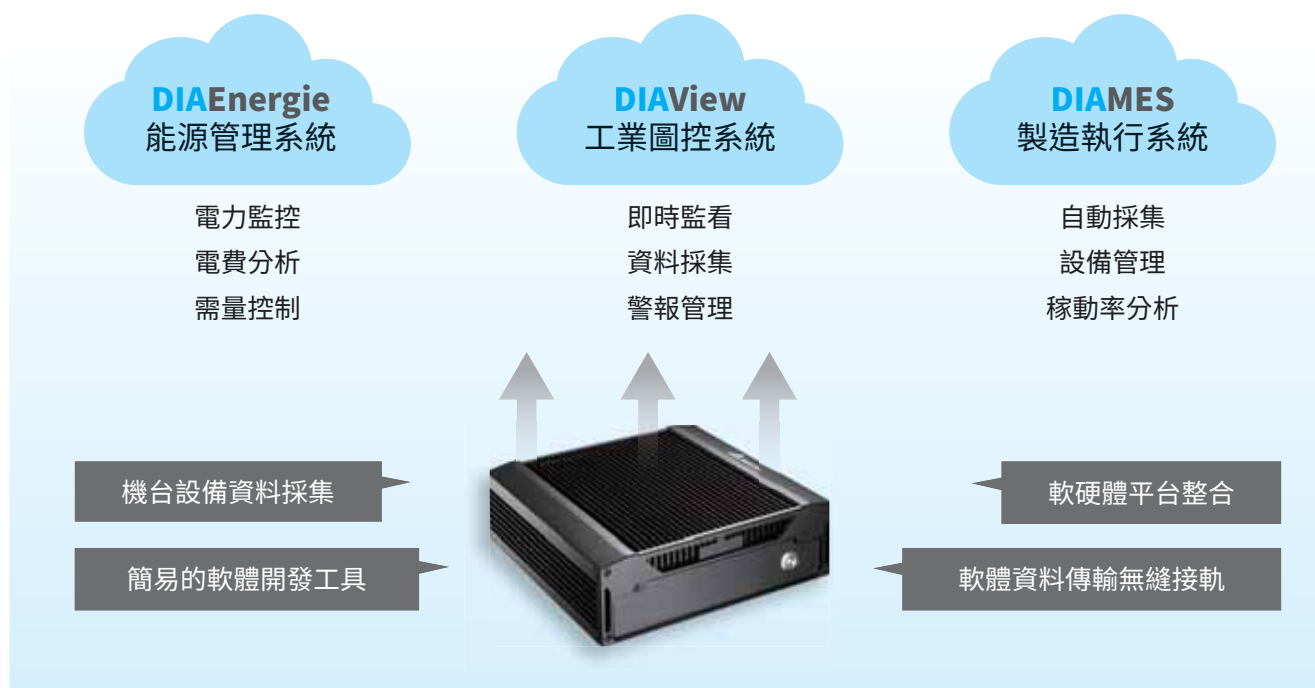 DIAEnergie
能源管理系統
電力監控
電費分析
需量控制
DIAView
工業圖控系統
即時監看
資料採集
警報管理
DIAMES
製造執行系統
自動採集
設備管理
稼動率分析
機台設備資料採集
簡易的軟體開發工具
軟硬體平台整合
軟體資料傳輸無縫接軌